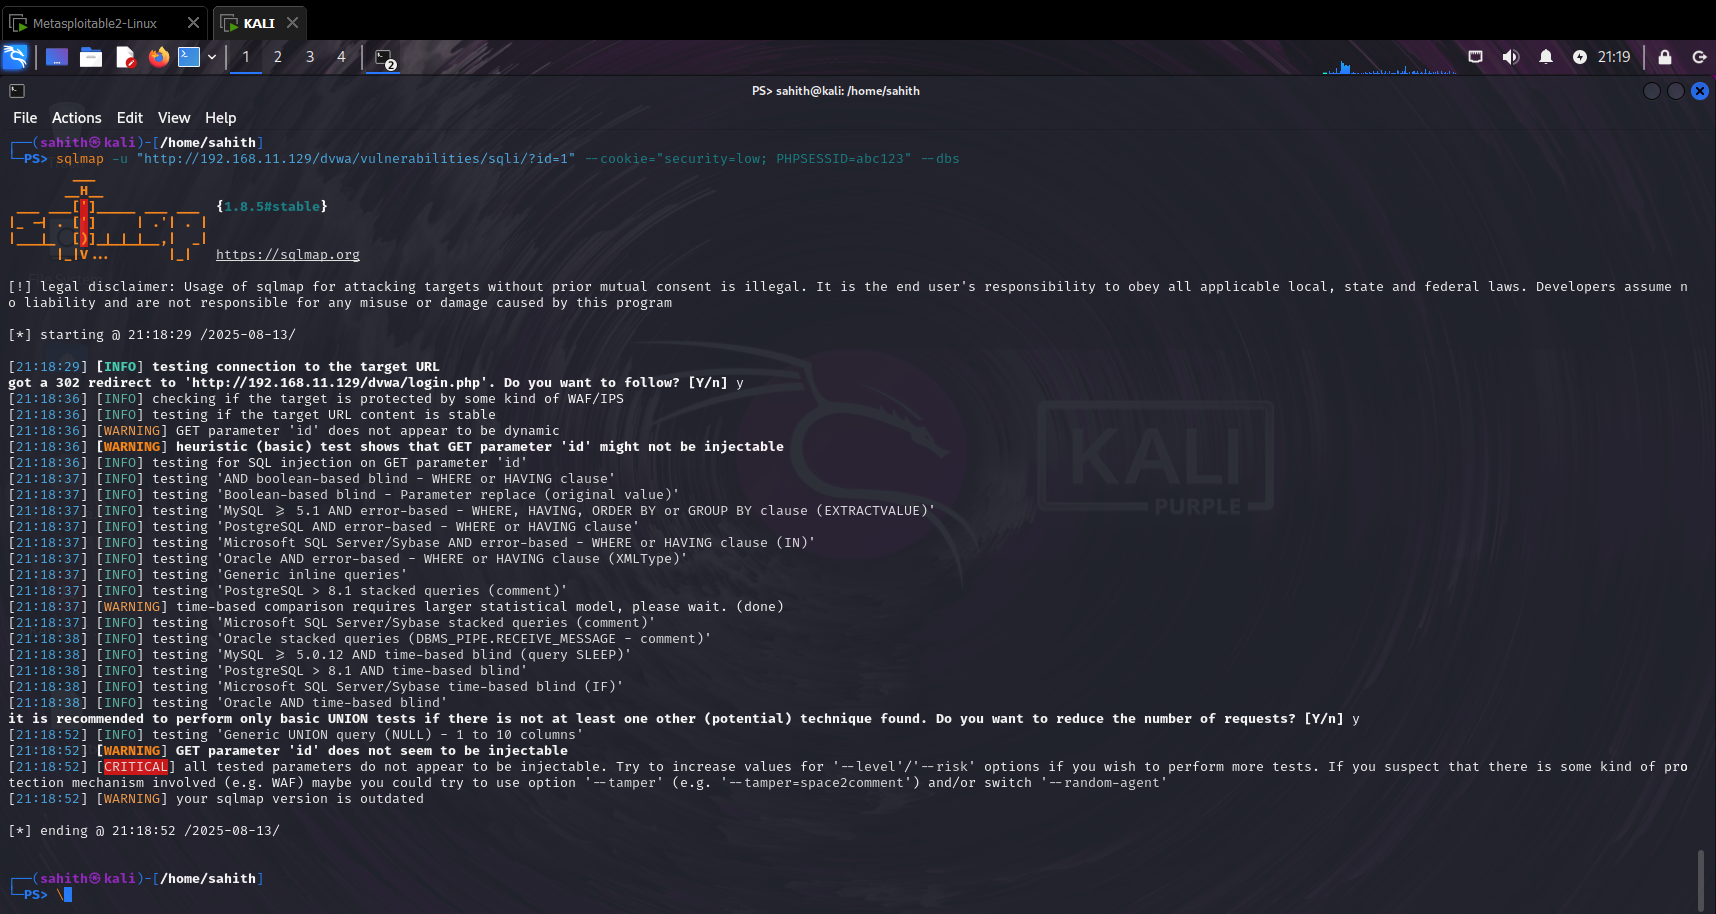 Metasploitable2-Linux
KALI
1 2 3 4
2
21:19
PS> sahith@kali: /home/sahith
File Actions Edit View Help
┌──(sahith㉿kali)-[/home/sahith]
└─PS> sqlmap -u "http://192.168.11.129/dvwa/vulnerabilities/sqli/?id=1" --cookie="security=low; PHPSESSID=abc123" --dbs
{1.8.5#stable}
https://sqlmap.org
[!] legal disclaimer: Usage of sqlmap for attacking targets without prior mutual consent is illegal. It is the end user's responsibility to obey all applicable local, state and federal laws. Developers assume n
o liability and are not responsible for any misuse or damage caused by this program
[*] starting @ 21:18:29 /2025-08-13/
[21:18:29] [INFO] testing connection to the target URL
got a 302 redirect to 'http://192.168.11.129/dvwa/login.php'. Do you want to follow? [Y/n] y
[21:18:36] [INFO] checking if the target is protected by some kind of WAF/IPS
[21:18:36] [INFO] testing if the target URL content is stable
[21:18:36] [WARNING] GET parameter 'id' does not appear to be dynamic
[21:18:36] [WARNING] heuristic (basic) test shows that GET parameter 'id' might not be injectable
[21:18:36] [INFO] testing for SQL injection on GET parameter 'id'
[21:18:37] [INFO] testing 'AND boolean-based blind - WHERE or HAVING clause'
[21:18:37] [INFO] testing 'Boolean-based blind - Parameter replace (original value)'
[21:18:37] [INFO] testing 'MySQL >= 5.1 AND error-based - WHERE, HAVING, ORDER BY or GROUP BY clause (EXTRACTVALUE)'
[21:18:37] [INFO] testing 'PostgreSQL AND error-based - WHERE or HAVING clause'
[21:18:37] [INFO] testing 'Microsoft SQL Server/Sybase AND error-based - WHERE or HAVING clause (IN)'
[21:18:37] [INFO] testing 'Oracle AND error-based - WHERE or HAVING clause (XMLType)'
[21:18:37] [INFO] testing 'Generic inline queries'
[21:18:37] [INFO] testing 'PostgreSQL > 8.1 stacked queries (comment)'
[21:18:37] [WARNING] time-based comparison requires larger statistical model, please wait. (done)
[21:18:37] [INFO] testing 'Microsoft SQL Server/Sybase stacked queries (comment)'
[21:18:38] [INFO] testing 'Oracle stacked queries (DBMS_PIPE.RECEIVE_MESSAGE - comment)'
[21:18:38] [INFO] testing 'MySQL >= 5.0.12 AND time-based blind (query SLEEP)'
[21:18:38] [INFO] testing 'PostgreSQL > 8.1 AND time-based blind'
[21:18:38] [INFO] testing 'Microsoft SQL Server/Sybase time-based blind (IF)'
[21:18:38] [INFO] testing 'Oracle AND time-based blind'
it is recommended to perform only basic UNION tests if there is not at least one other (potential) technique found. Do you want to reduce the number of requests? [Y/n] y
[21:18:52] [INFO] testing 'Generic UNION query (NULL) - 1 to 10 columns'
[21:18:52] [WARNING] GET parameter 'id' does not seem to be injectable
[21:18:52] [CRITICAL] all tested parameters do not appear to be injectable. Try to increase values for '--level'/'--risk' options if you wish to perform more tests. If you suspect that there is some kind of pro
tection mechanism involved (e.g. WAF) maybe you could try to use option '--tamper' (e.g. '--tamper=space2comment') and/or switch '--random-agent'
[21:18:52] [WARNING] your sqlmap version is outdated
[*] ending @ 21:18:52 /2025-08-13/
┌──(sahith㉿kali)-[/home/sahith]
└─PS> \
KALI
PURPLE